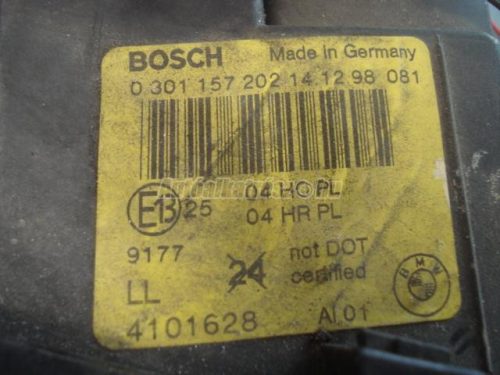 BOSCH Made in Germany
0 301 157 202 14 12 98 081
E13 25 04 HC PL
04 HR PL
9177 24 not DOT
certified
LL BMW
4101628 AI.01